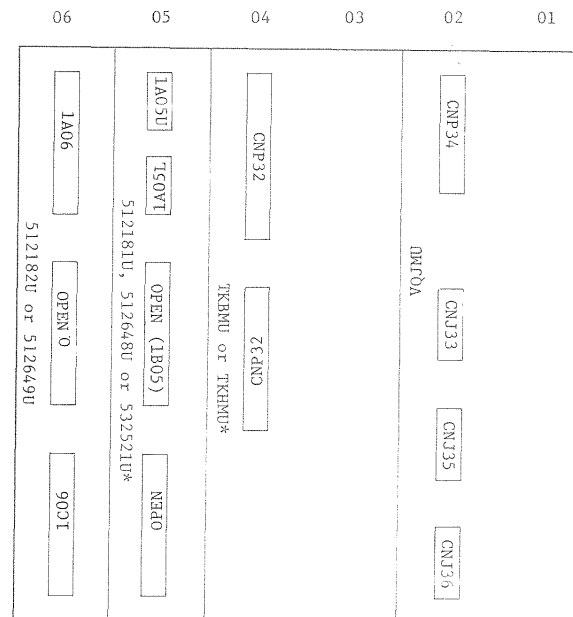 06 05 04 03 02 01
1A06
OPEN O
1C06
512182U or 512649U
1A05U
1A05L
OPEN (1B05)
OPEN
512181U, 512648U or 532521U*
CNP32
CNP32
TKBMU or TKHMU*
CNP34
CNJ33
CNJ35
CNJ36
VQJMU